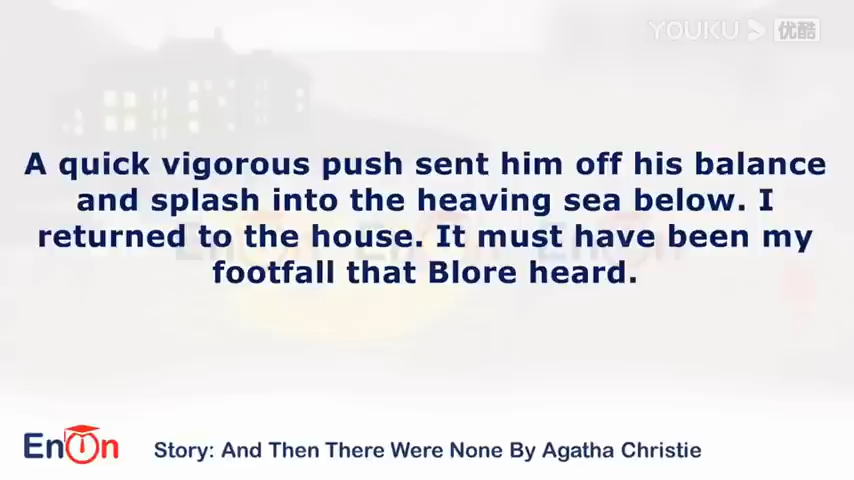 YOUKU 优酷
A quick vigorous push sent him off his balance
and splash into the heaving sea below. I
returned to the house. It must have been my
footfall that Blore heard.
EnOn
Story: And Then There Were None By Agatha Christie